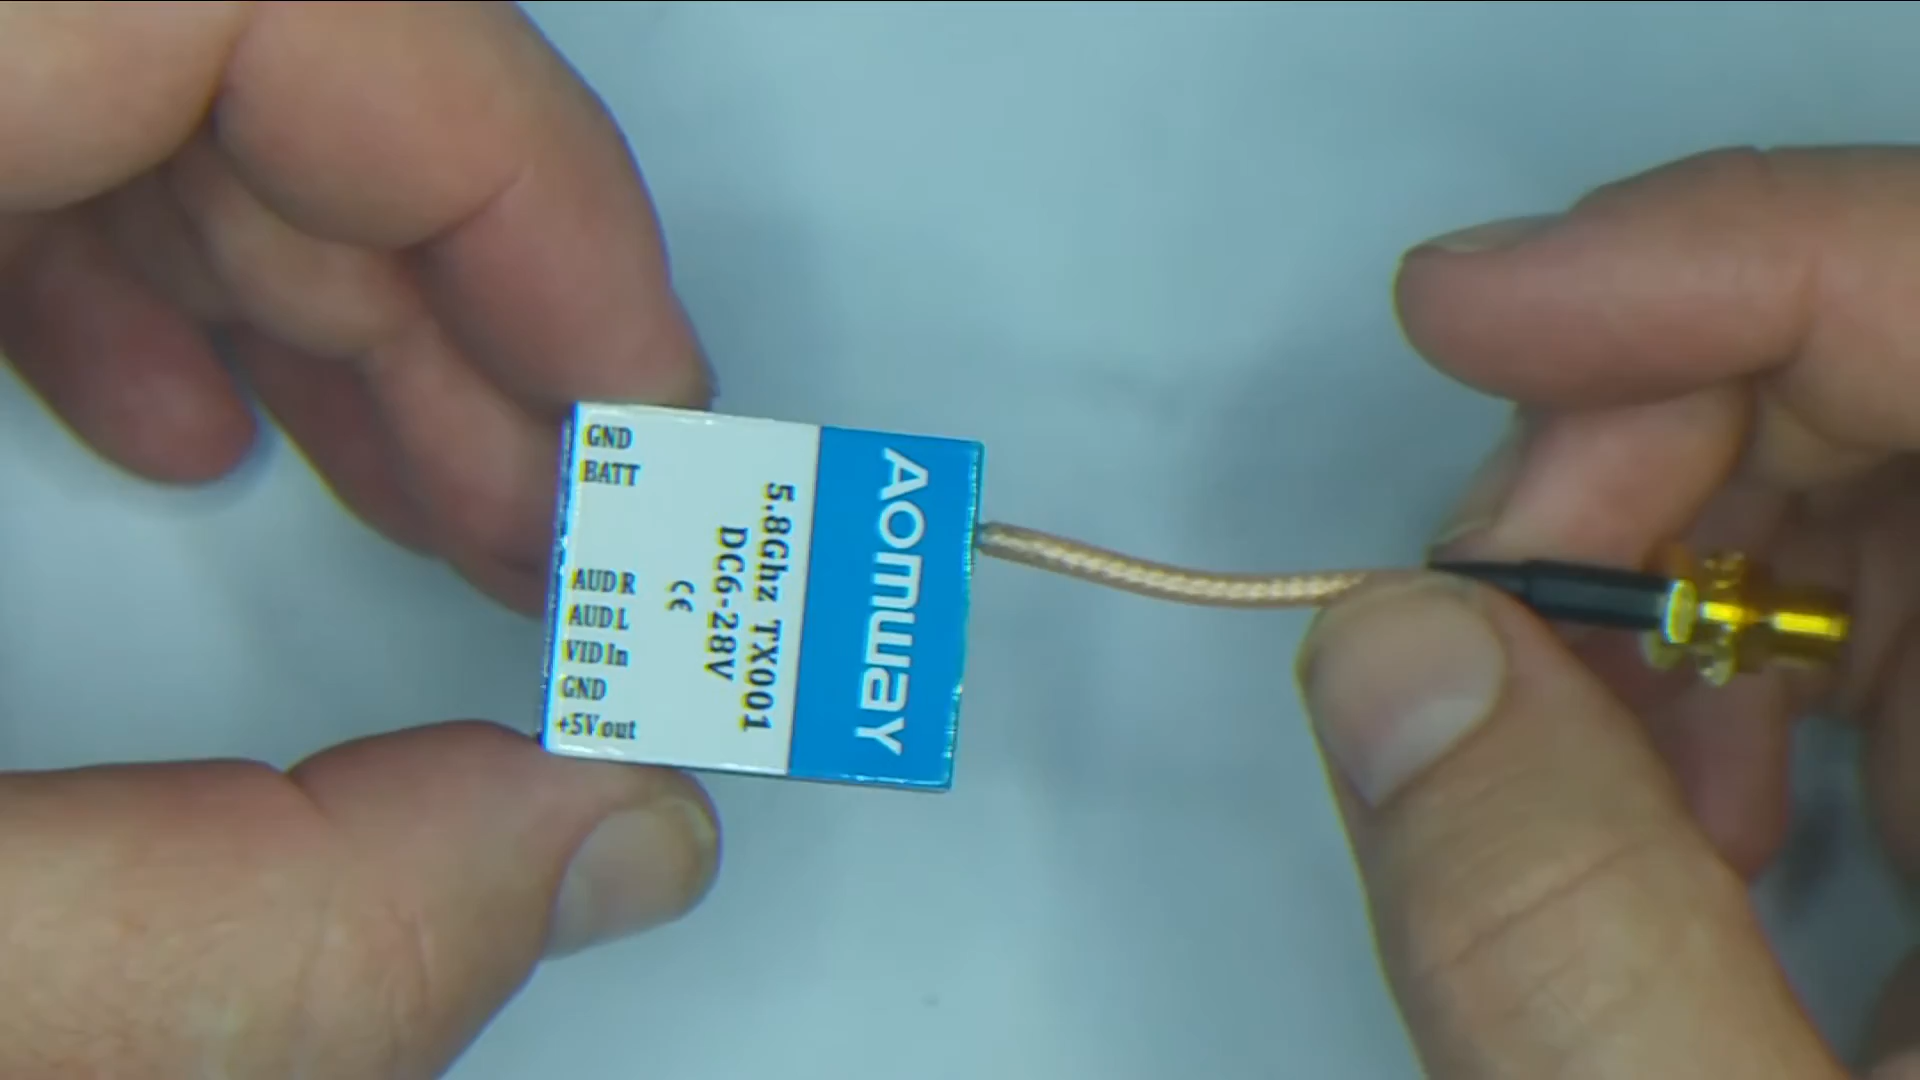 Aomway
5.8Ghz TX001
DC6-28V
CE
GND
BATT
AUD R
AUD L
VID In
GND
+5V out